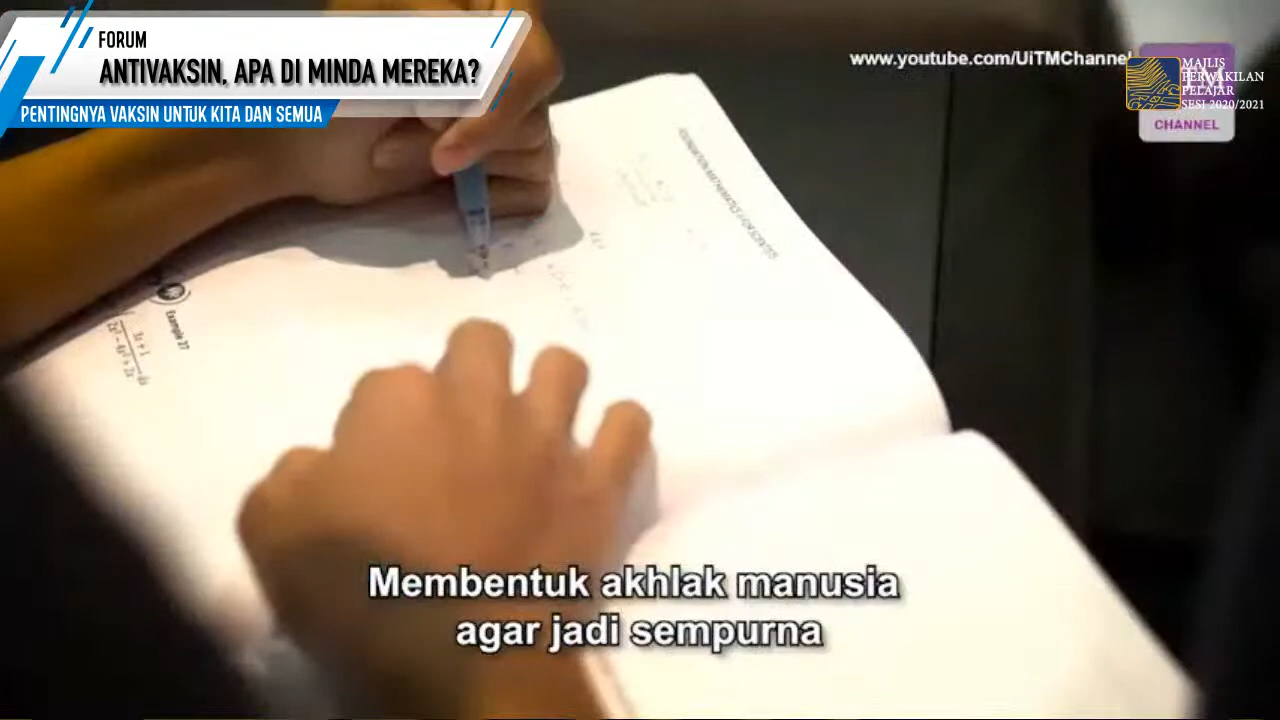 FORUM
ANTIVAKSIN, APA DI MINDA MEREKA?
PENTINGNYA VAKSIN UNTUK KITA DAN SEMUA
www.youtube.com/UiTMChannel
MAJLIS
PERWAKILAN
PELAJAR
SESI 2020/2021
CHANNEL
Example 27
Membentuk akhlak manusia
agar jadi sempurna